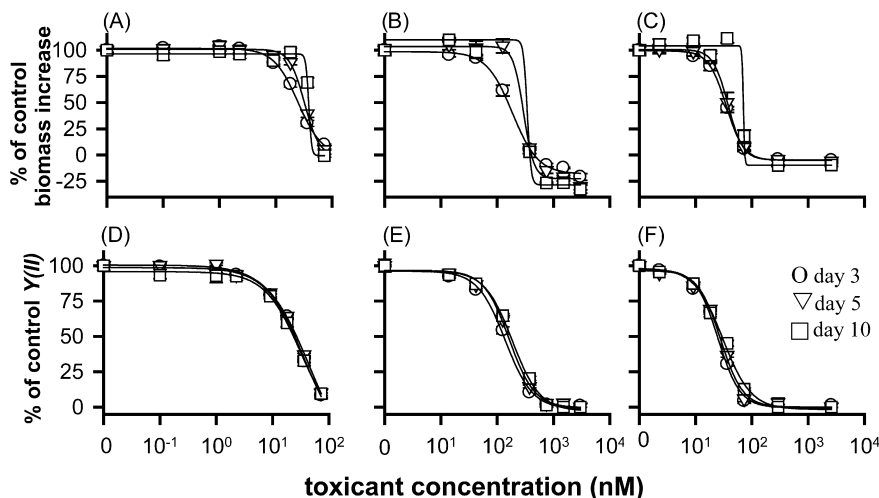 (A) (B) (C)
% of control
biomass increase
100
75
50
25
0
-25
(D) (E) (F)
% of control Y(II)
100
75
50
25
0
day 3
day 5
day 10
0 10⁻¹ 10⁰ 10¹ 10² 0 10¹ 10² 10³ 10⁴ 0 10¹ 10² 10³ 10⁴
toxicant concentration (nM)